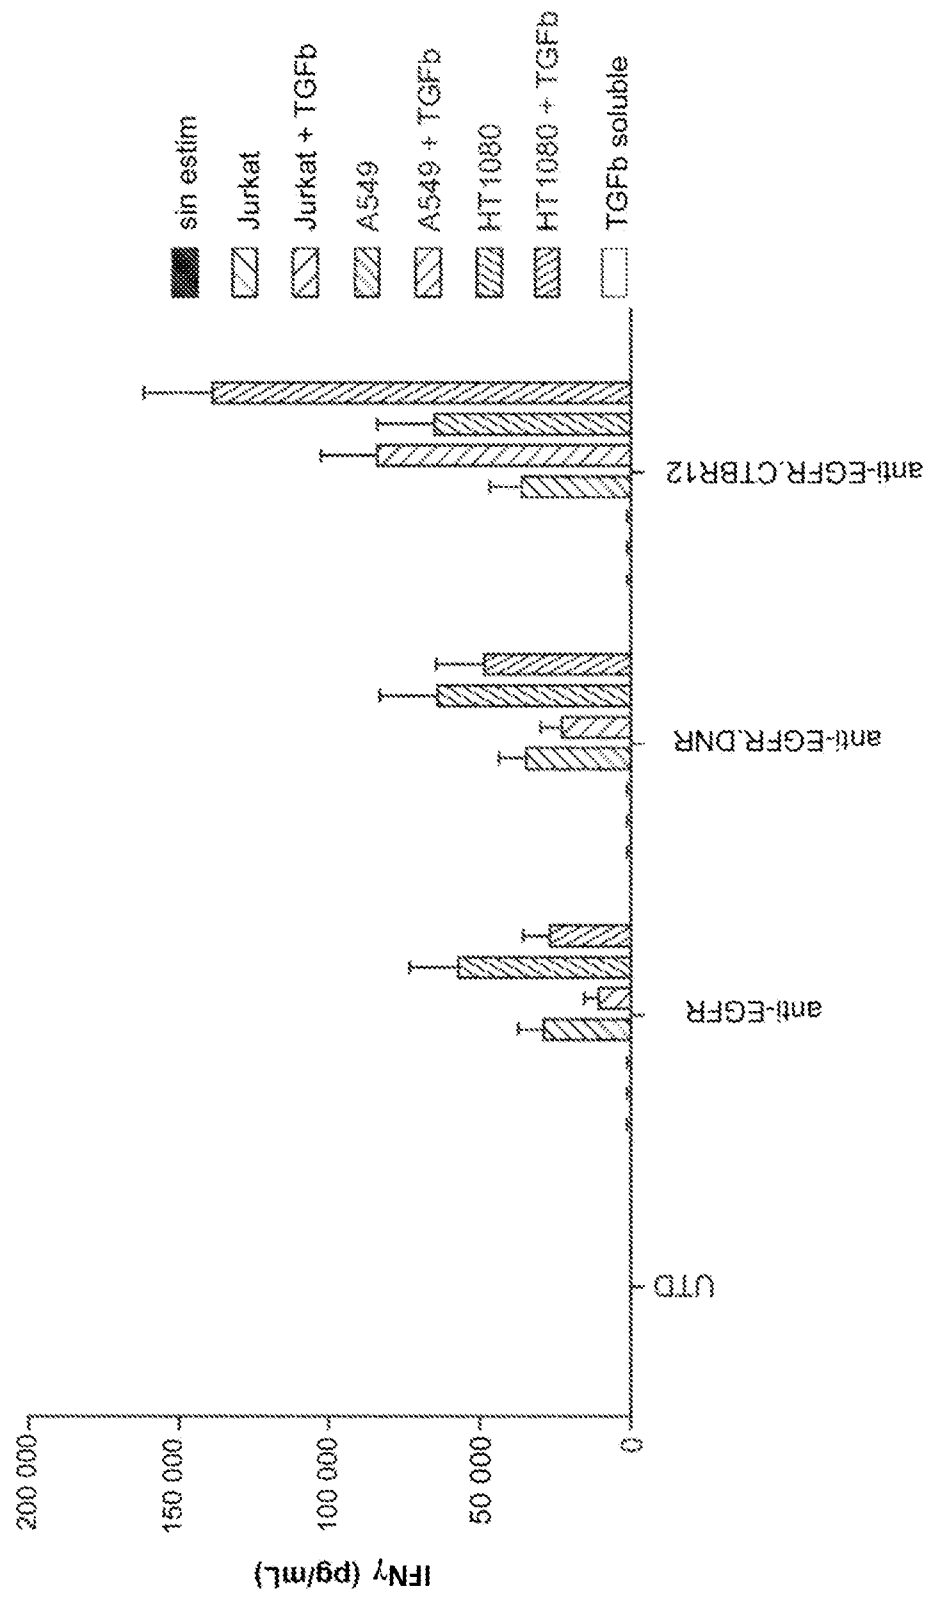 IFNγ (pg/mL)
200 000
150 000
100 000
50 000
0
UTD
anti-EGFR
anti-EGFR.DNR
anti-EGFR.CTBR12
sin estim
Jurkat
Jurkat + TGFb
A549
A549 + TGFb
HT1080
HT1080 + TGFb
TGFb soluble